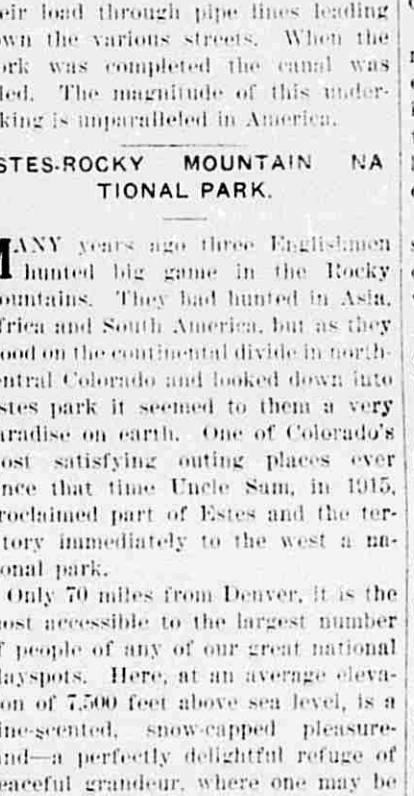 eir load through pipe lines leading
own the various streets. When the
ork was completed the canal was
led. The magnitude of this under-
king is unparalleled in America.
STES-ROCKY MOUNTAIN NA
TIONAL PARK.
MANY years ago three Englishmen
hunted big game in the Rocky
ountains. They had hunted in Asia,
frica and South America, but as they
ood on the continental divide in north-
entral Colorado and looked down into
stes park it seemed to them a very
aradise on earth. One of Colorado's
ost satisfying outing places ever
nce that time Uncle Sam, in 1915,
roclaimed part of Estes and the ter-
tory immediately to the west a na-
onal park.
Only 70 miles from Denver, it is the
ost accessible to the largest number
f people of any of our great national
layspots. Here, at an average eleva-
on of 7,500 feet above sea level, is a
ine-scented, snow-capped pleasure-
and—a perfectly delightful refuge of
eaceful grandeur, where one may be